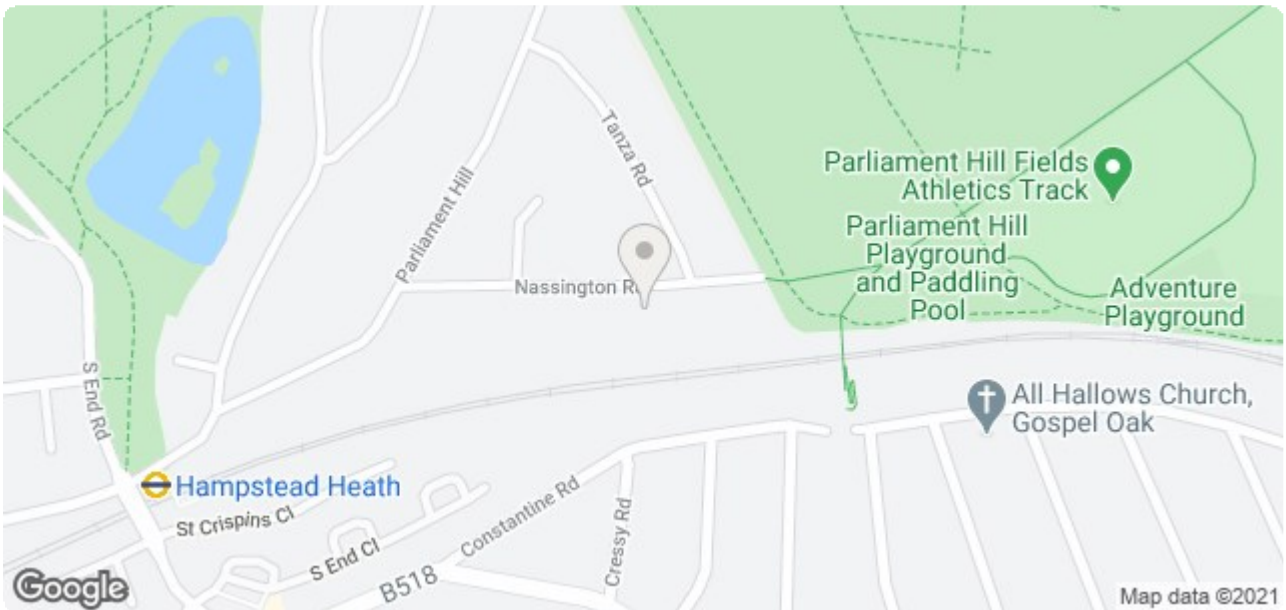 Tanza Rd
Parliament Hill Fields
Athletics Track
Parliament Hill
Parliament Hill
Playground
and Paddling
Pool
Nassington Rd
Adventure
Playground
S End Rd
All Hallows Church,
Gospel Oak
Hampstead Heath
St Crispins Cl
Constantine Rd
Cressy Rd
S End Cl
B518
Google
Map data ©2021